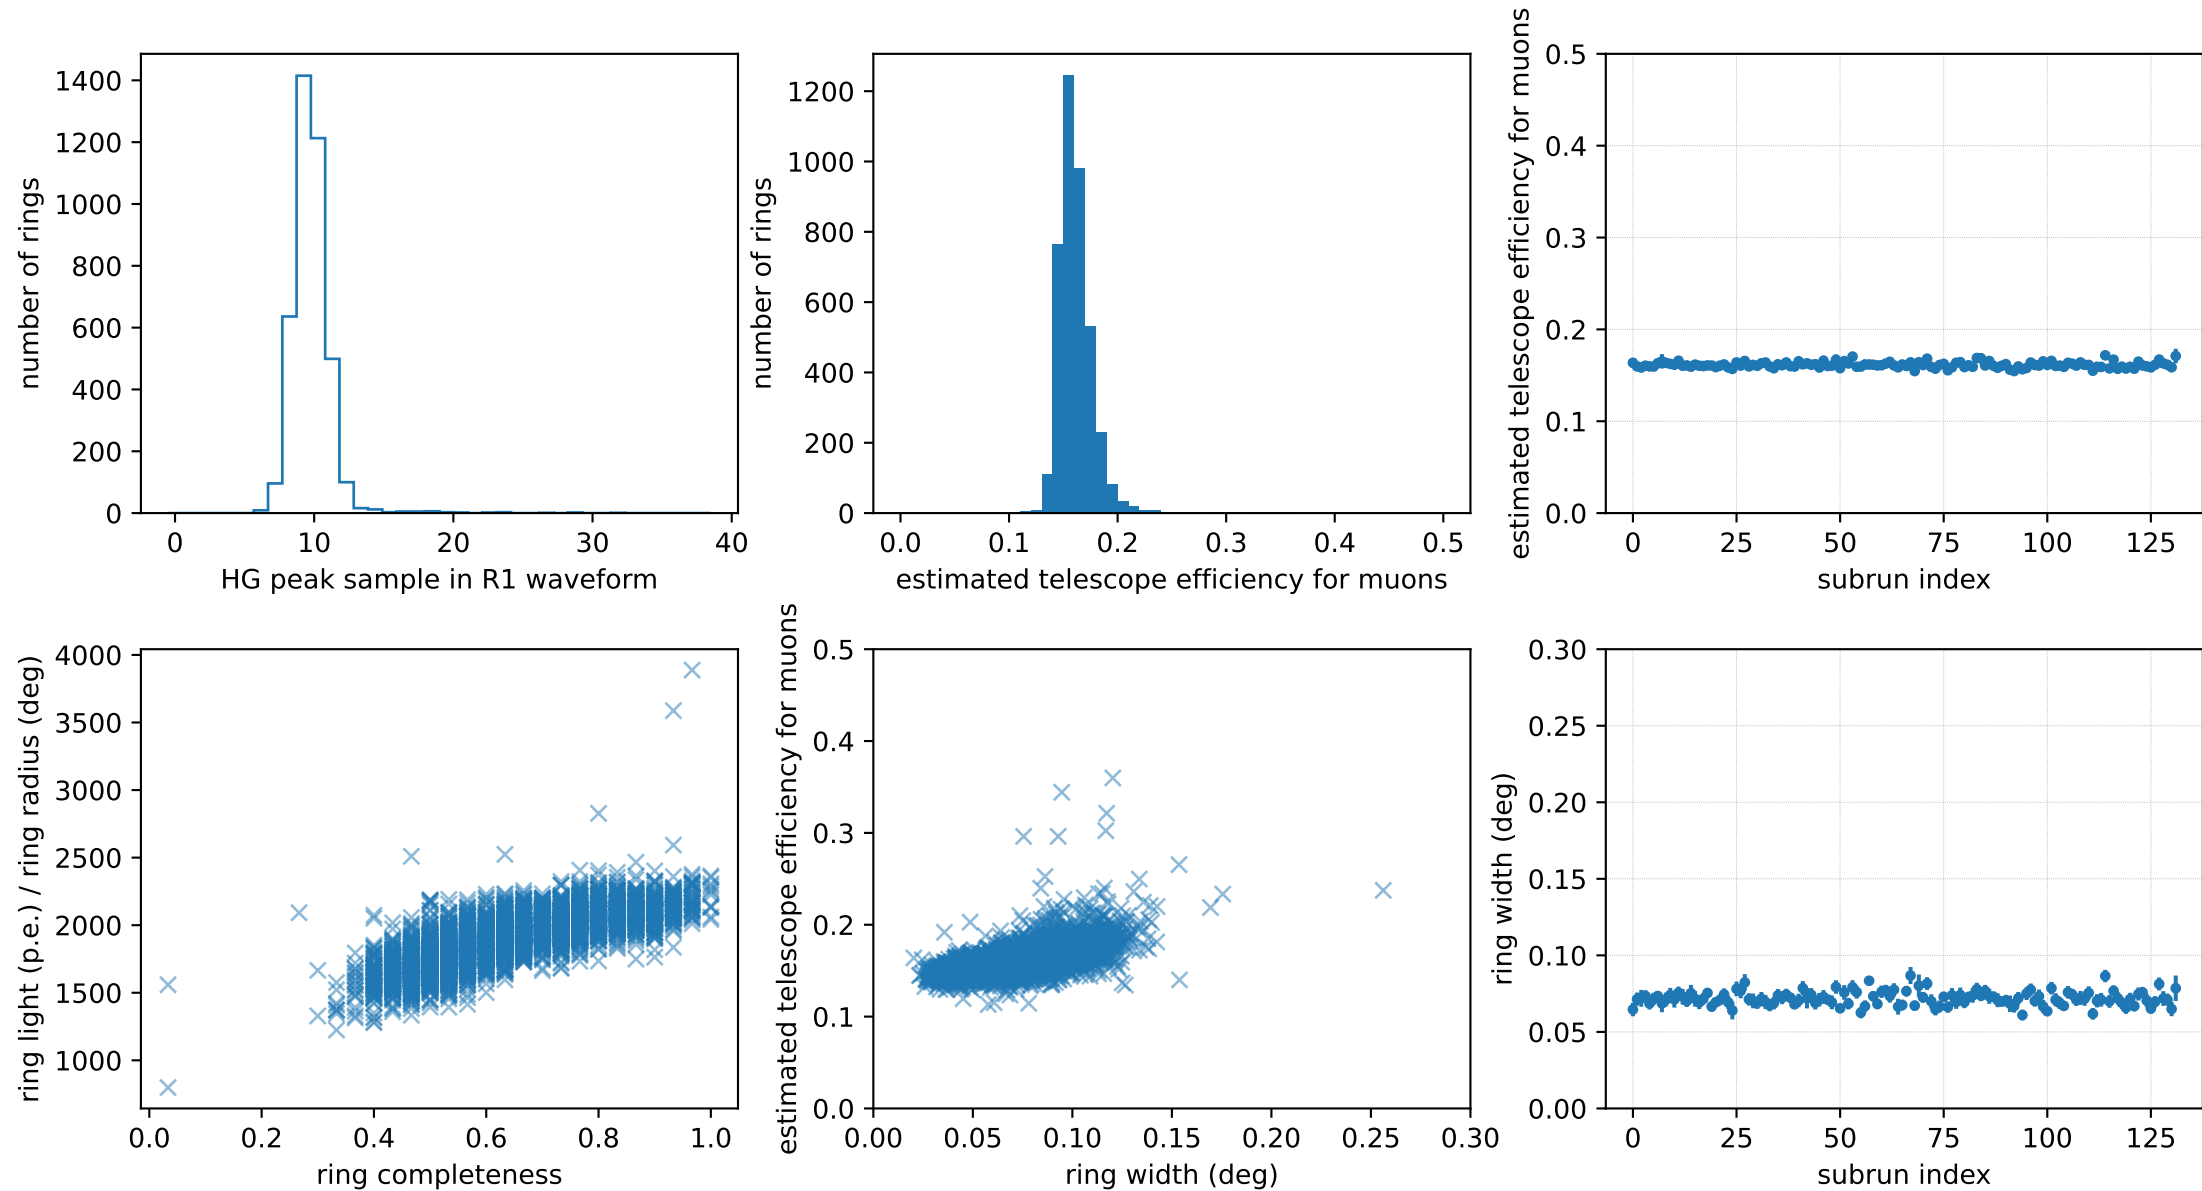 number of rings
1400
1200
1000
800
600
400
200
0
0 10 20 30 40
HG peak sample in R1 waveform
number of rings
1200
1000
800
600
400
200
0
0.0 0.1 0.2 0.3 0.4 0.5
estimated telescope efficiency for muons
estimated telescope efficiency for muons
0.5
0.4
0.3
0.2
0.1
0.0
0 25 50 75 100 125
subrun index
ring light (p.e.) / ring radius (deg)
4000
3500
3000
2500
2000
1500
1000
0.0 0.2 0.4 0.6 0.8 1.0
ring completeness
estimated telescope efficiency for muons
0.5
0.4
0.3
0.2
0.1
0.0
0.00 0.05 0.10 0.15 0.20 0.25 0.30
ring width (deg)
ring width (deg)
0.30
0.25
0.20
0.15
0.10
0.05
0.00
0 25 50 75 100 125
subrun index